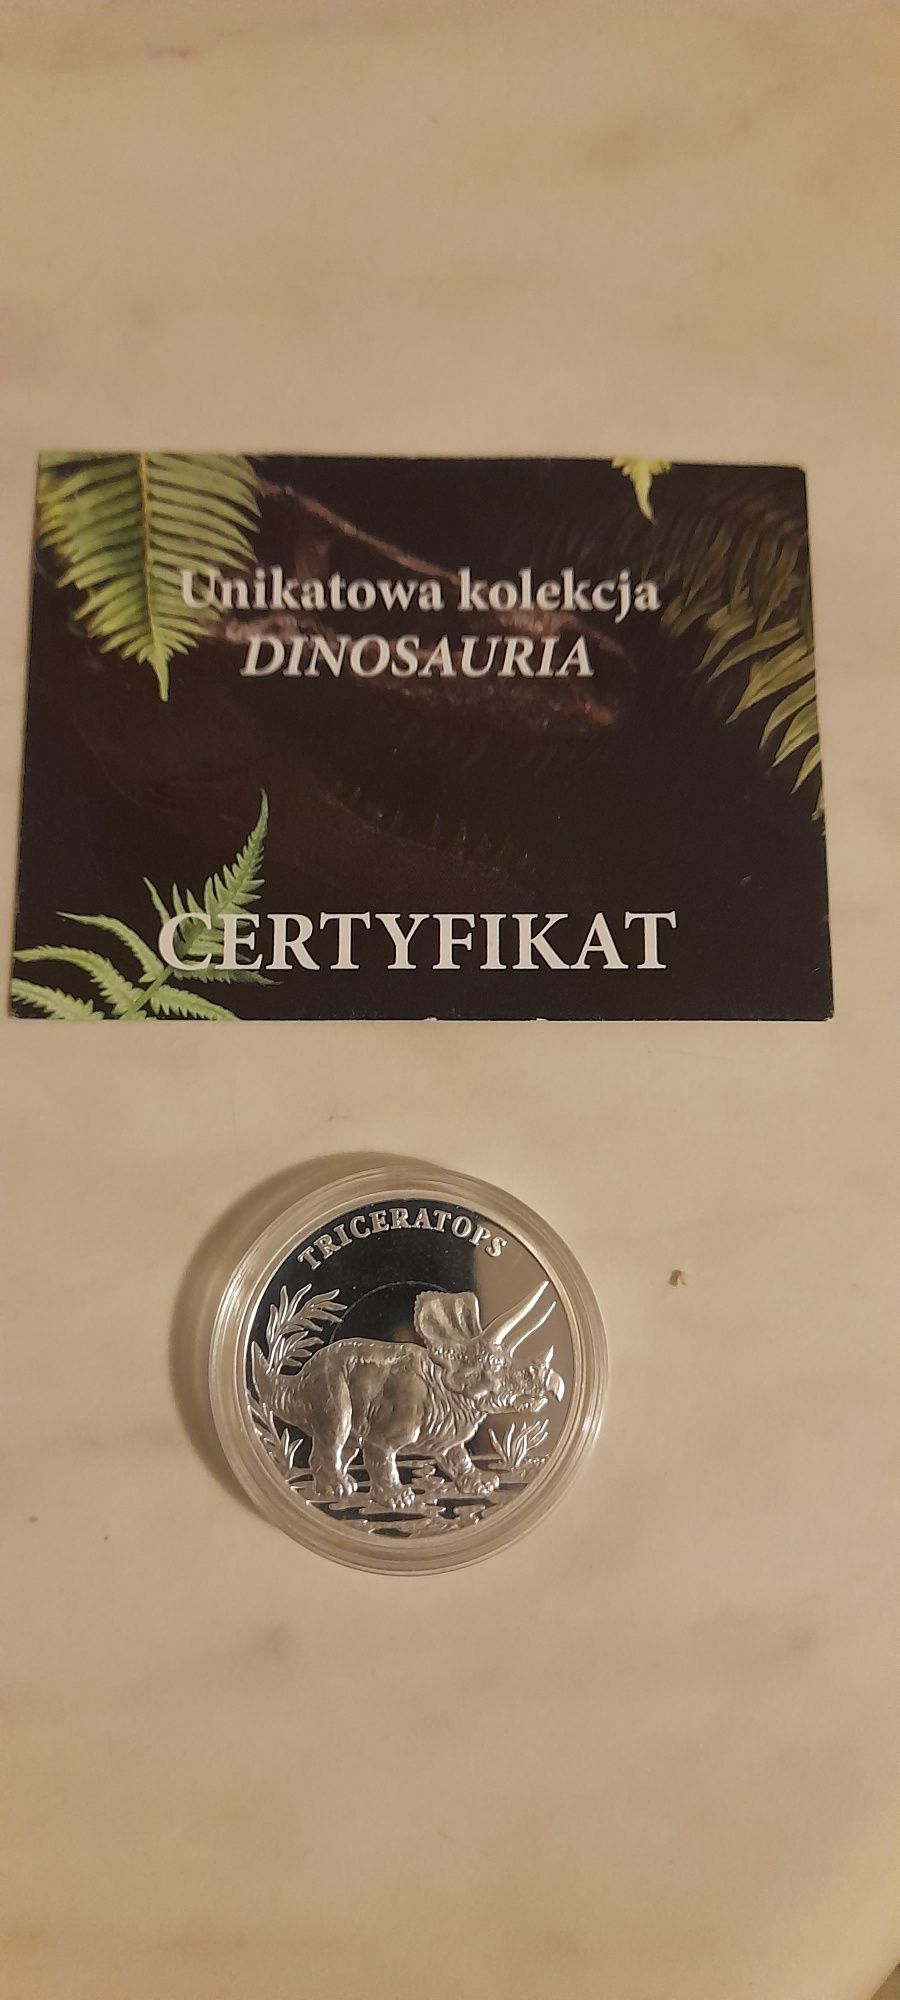 Unikatowa kolekcja
DINOSAURIA
CERTYFIKAT
TRICERATOPS